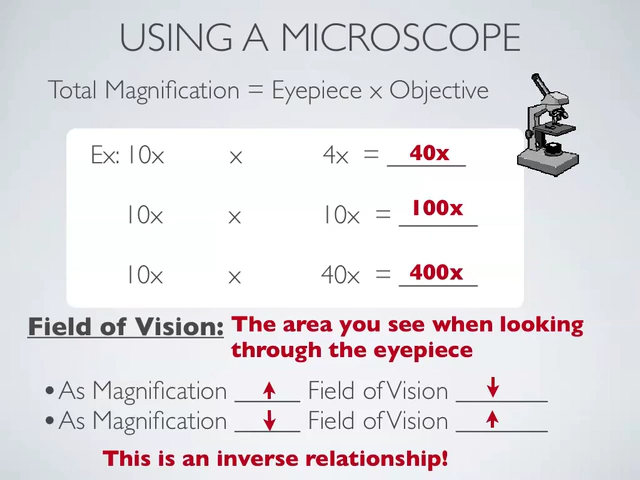 USING A MICROSCOPE
Total Magnification = Eyepiece x Objective
Ex: 10x x 4x = 40x
10x x 10x = 100x
10x x 40x = 400x
Field of Vision: The area you see when looking
through the eyepiece
•As Magnification ↑ Field of Vision ↓
•As Magnification ↓ Field of Vision ↑
This is an inverse relationship!